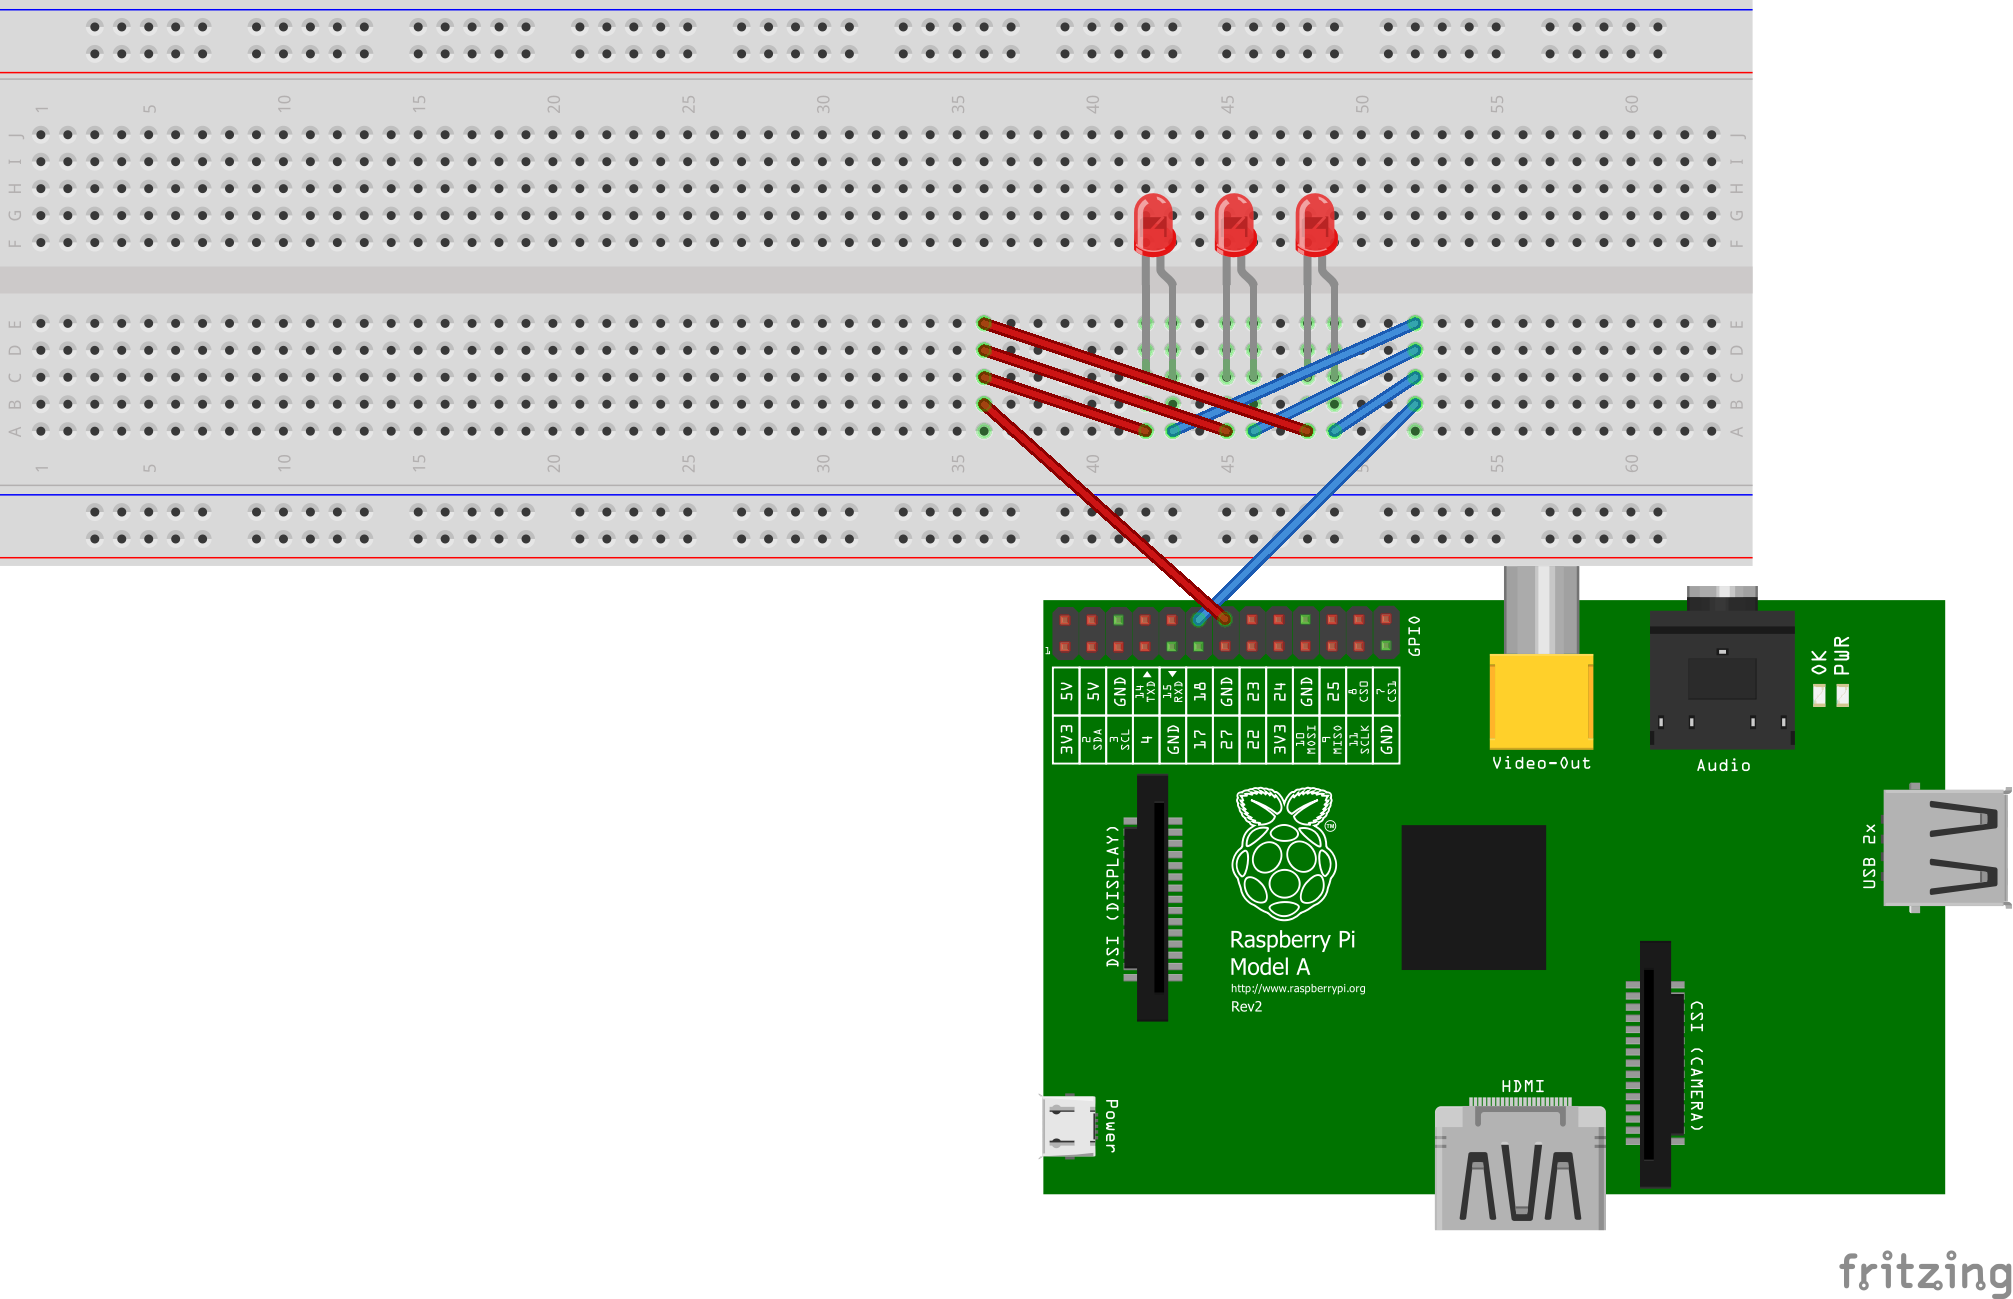 1 5 10 15 20 25 30 35 40 45 50 55 60
J J
I I
H H
G G
F F
E E
D D
C C
B B
A A
1 5 10 15 20 25 30 35 40 45 50 55 60
1
GPIO
5V 5V GND 14 TXD 15 RXD 18 GND 23 24 GND 25 8 CS0 7 CS1
3V3 2 SDA 3 SCL 4 GND 17 27 22 3V3 10 MOSI 9 MISO 11 SCLK GND
OK
PWR
Video-Out
Audio
USB 2x
DSI (DISPLAY)
TM
Raspberry Pi
Model A
http://www.raspberrypi.org
Rev2
CSI (CAMERA)
HDMI
Power
fritzing